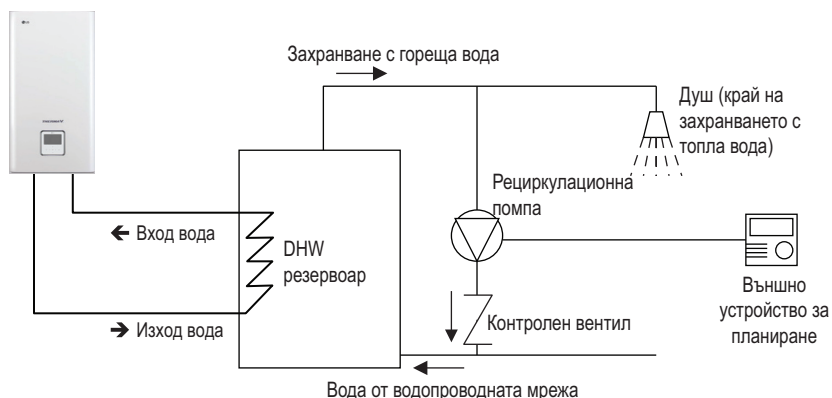 Захранване с гореща вода
Душ (край на
захранването с
топла вода)
Рециркулационна
помпа
🡰 Вход вода
DHW
резервоар
Външно
устройство за
планиране
Контролен вентил
🡲 Изход вода
Вода от водопроводната мрежа
LG